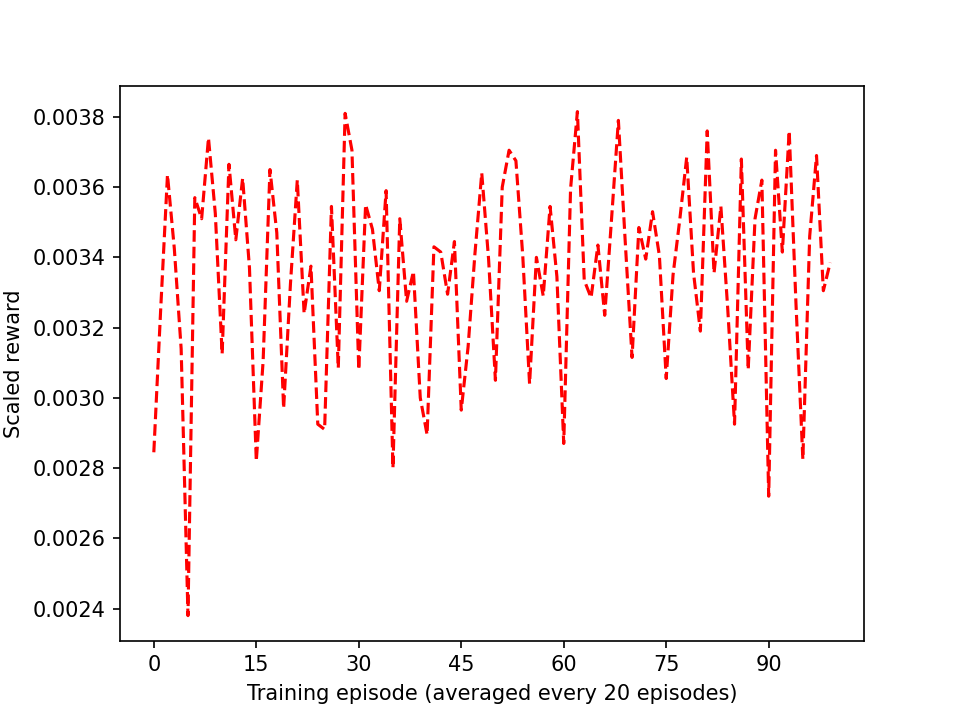 0.0038
0.0036
0.0034
0.0032
0.0030
0.0028
0.0026
0.0024
Scaled reward
0 15 30 45 60 75 90
Training episode (averaged every 20 episodes)